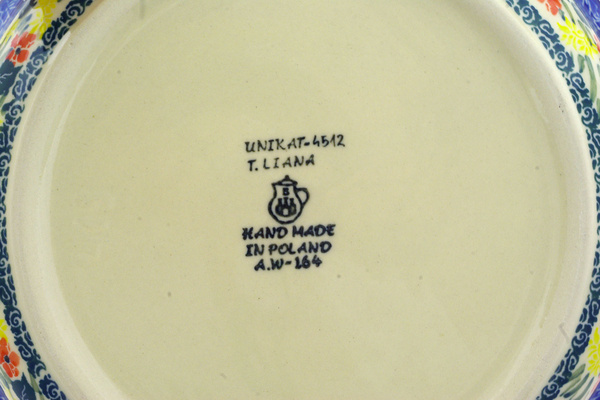 UNIKAT-4512
T. LIANA
B
HAND MADE
IN POLAND
A.W-164